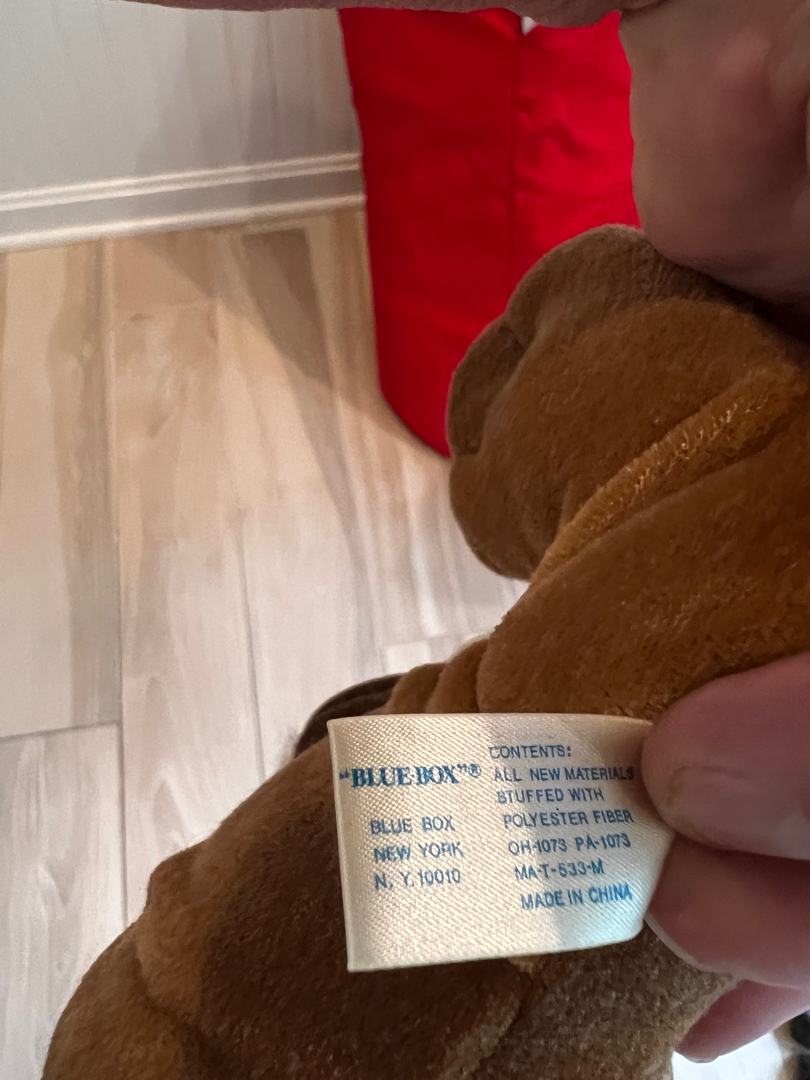 "BLUE-BOX"®
BLUE BOX
NEW YORK
N, Y. 10010
CONTENTS:
ALL NEW MATERIALS
STUFFED WITH
POLYESTER FIBER
OH-1073 PA-1073
MA-T-533-M
MADE IN CHINA